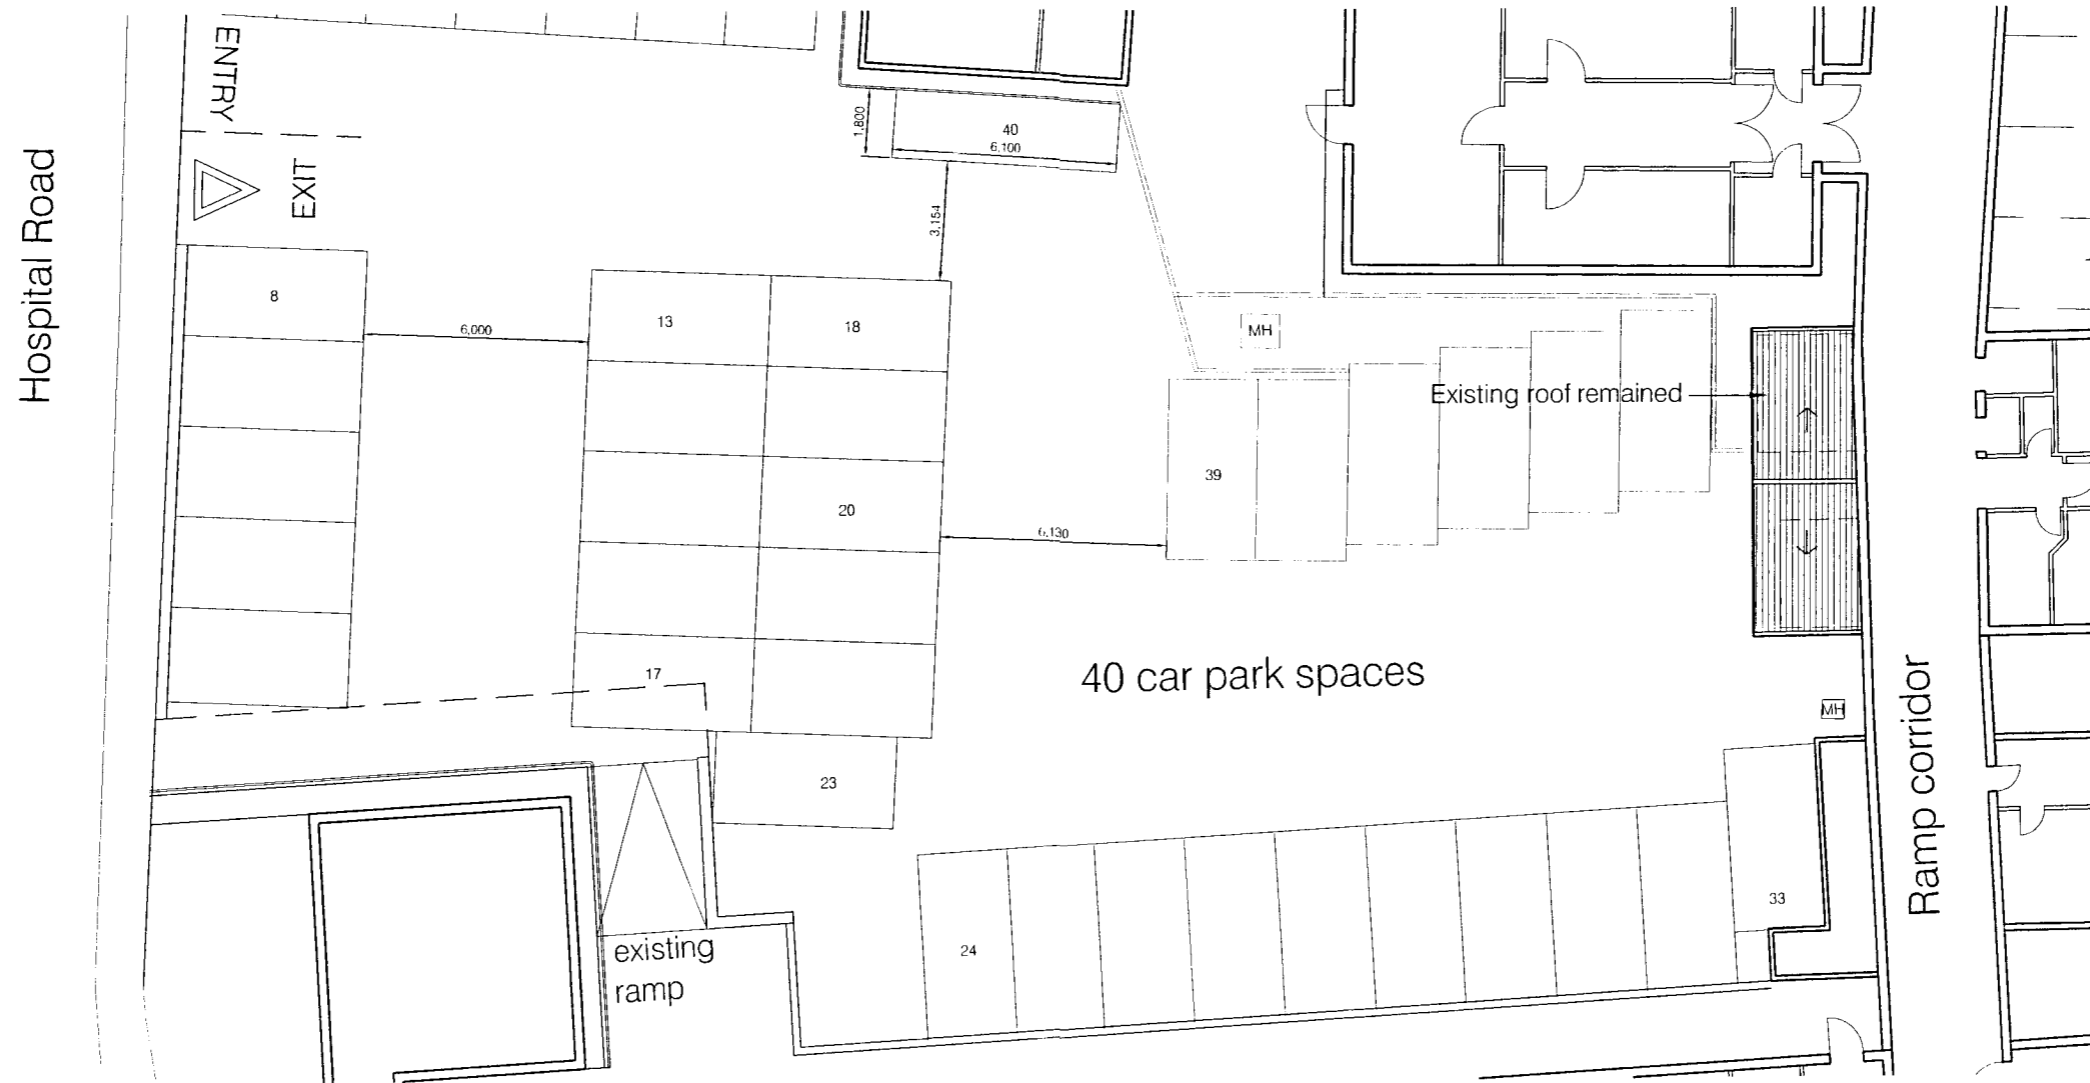 Hospital Road
ENTRY
EXIT
1,800
40
6,100
3,154
8
6,000
13
18
MH
Existing roof remained
39
20
6,130
17
40 car park spaces
MH
Ramp corridor
23
33
24
existing
ramp